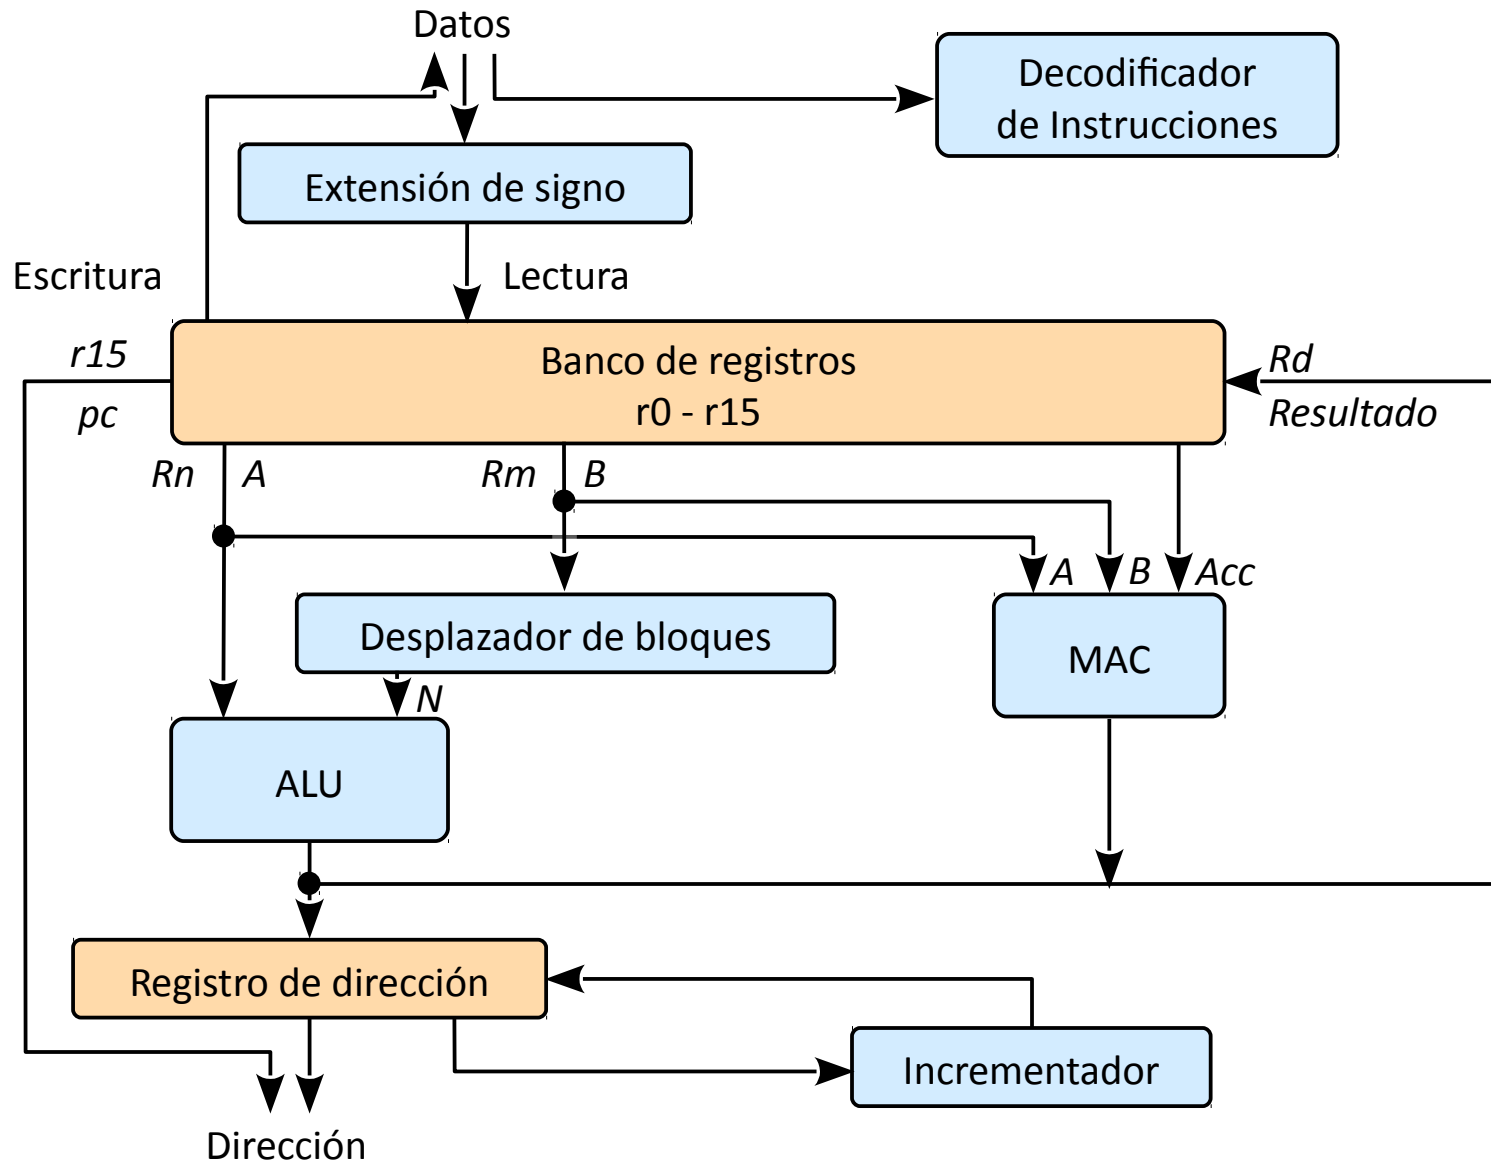 Datos
Decodificador
de Instrucciones
Extensión de signo
Escritura
Lectura
r15
pc
Banco de registros
r0 - r15
Rd
Resultado
Rn A
Rm B
A B Acc
Desplazador de bloques
MAC
N
ALU
Registro de dirección
Incrementador
Dirección